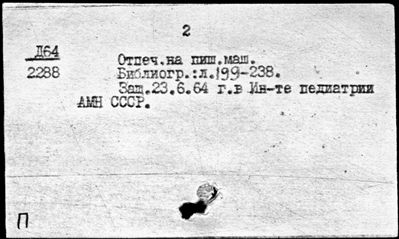 2
Д64
2288
Отпеч.на пиш.маш.
Библиогр.:л.199-238.
Защ.23.6.64 г.в Ин-те педиатрии
АМН СССР.
П